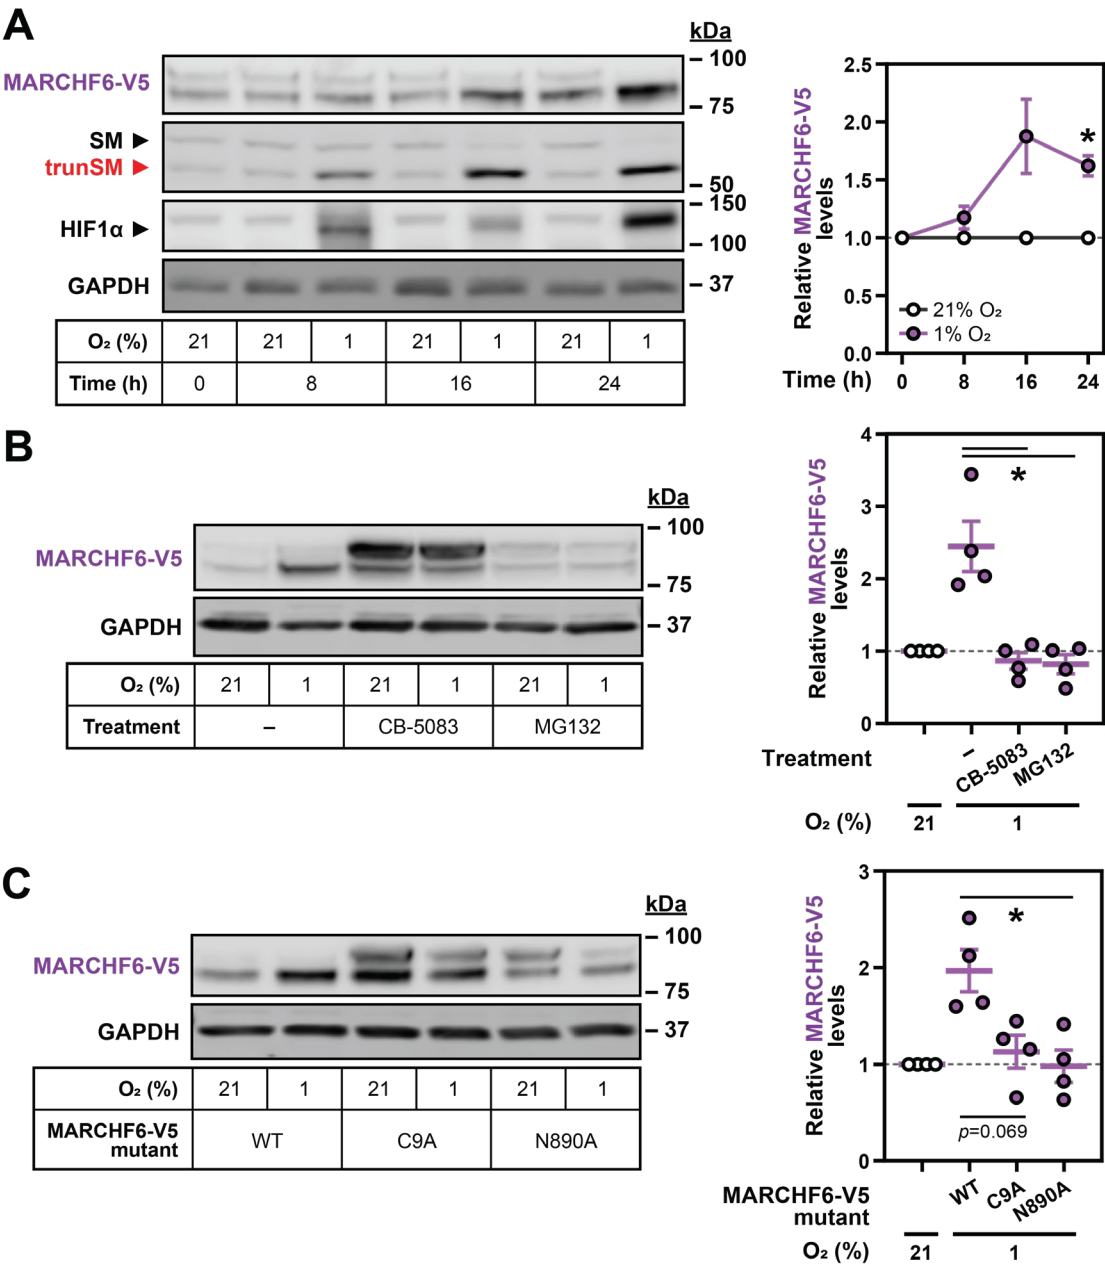 A
kDa
MARCHF6-V5
– 100
– 75
SM ►
trunSM ►
– 50
HIF1α ►
– 150
– 100
GAPDH
– 37
O₂ (%) 21 21 1 21 1 21 1
Time (h) 0 8 16 24
Relative MARCHF6-V5
levels
2.5
2.0
1.5
1.0
0.5
0.0
*
21% O₂
1% O₂
Time (h) 0 8 16 24
B
kDa
MARCHF6-V5
– 100
– 75
GAPDH
– 37
O₂ (%) 21 1 21 1 21 1
Treatment – CB-5083 MG132
Relative MARCHF6-V5
levels
4
3
2
1
0
*
Treatment – CB-5083 MG132
O₂ (%) 21 1
C
kDa
MARCHF6-V5
– 100
– 75
GAPDH
– 37
O₂ (%) 21 1 21 1 21 1
MARCHF6-V5
mutant
WT C9A N890A
Relative MARCHF6-V5
levels
3
2
1
0
*
p=0.069
MARCHF6-V5
mutant
WT C9A N890A
O₂ (%) 21 1